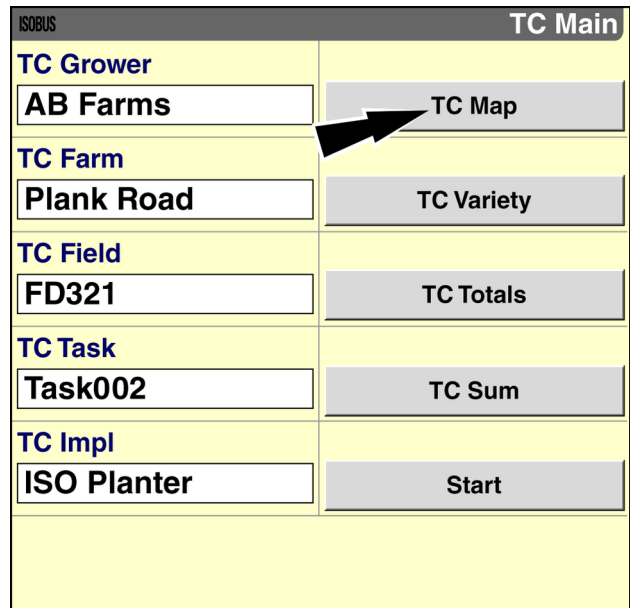 ISOBUS TC Main
TC Grower
AB Farms TC Map
TC Farm
Plank Road TC Variety
TC Field
FD321 TC Totals
TC Task
Task002 TC Sum
TC Impl
ISO Planter Start